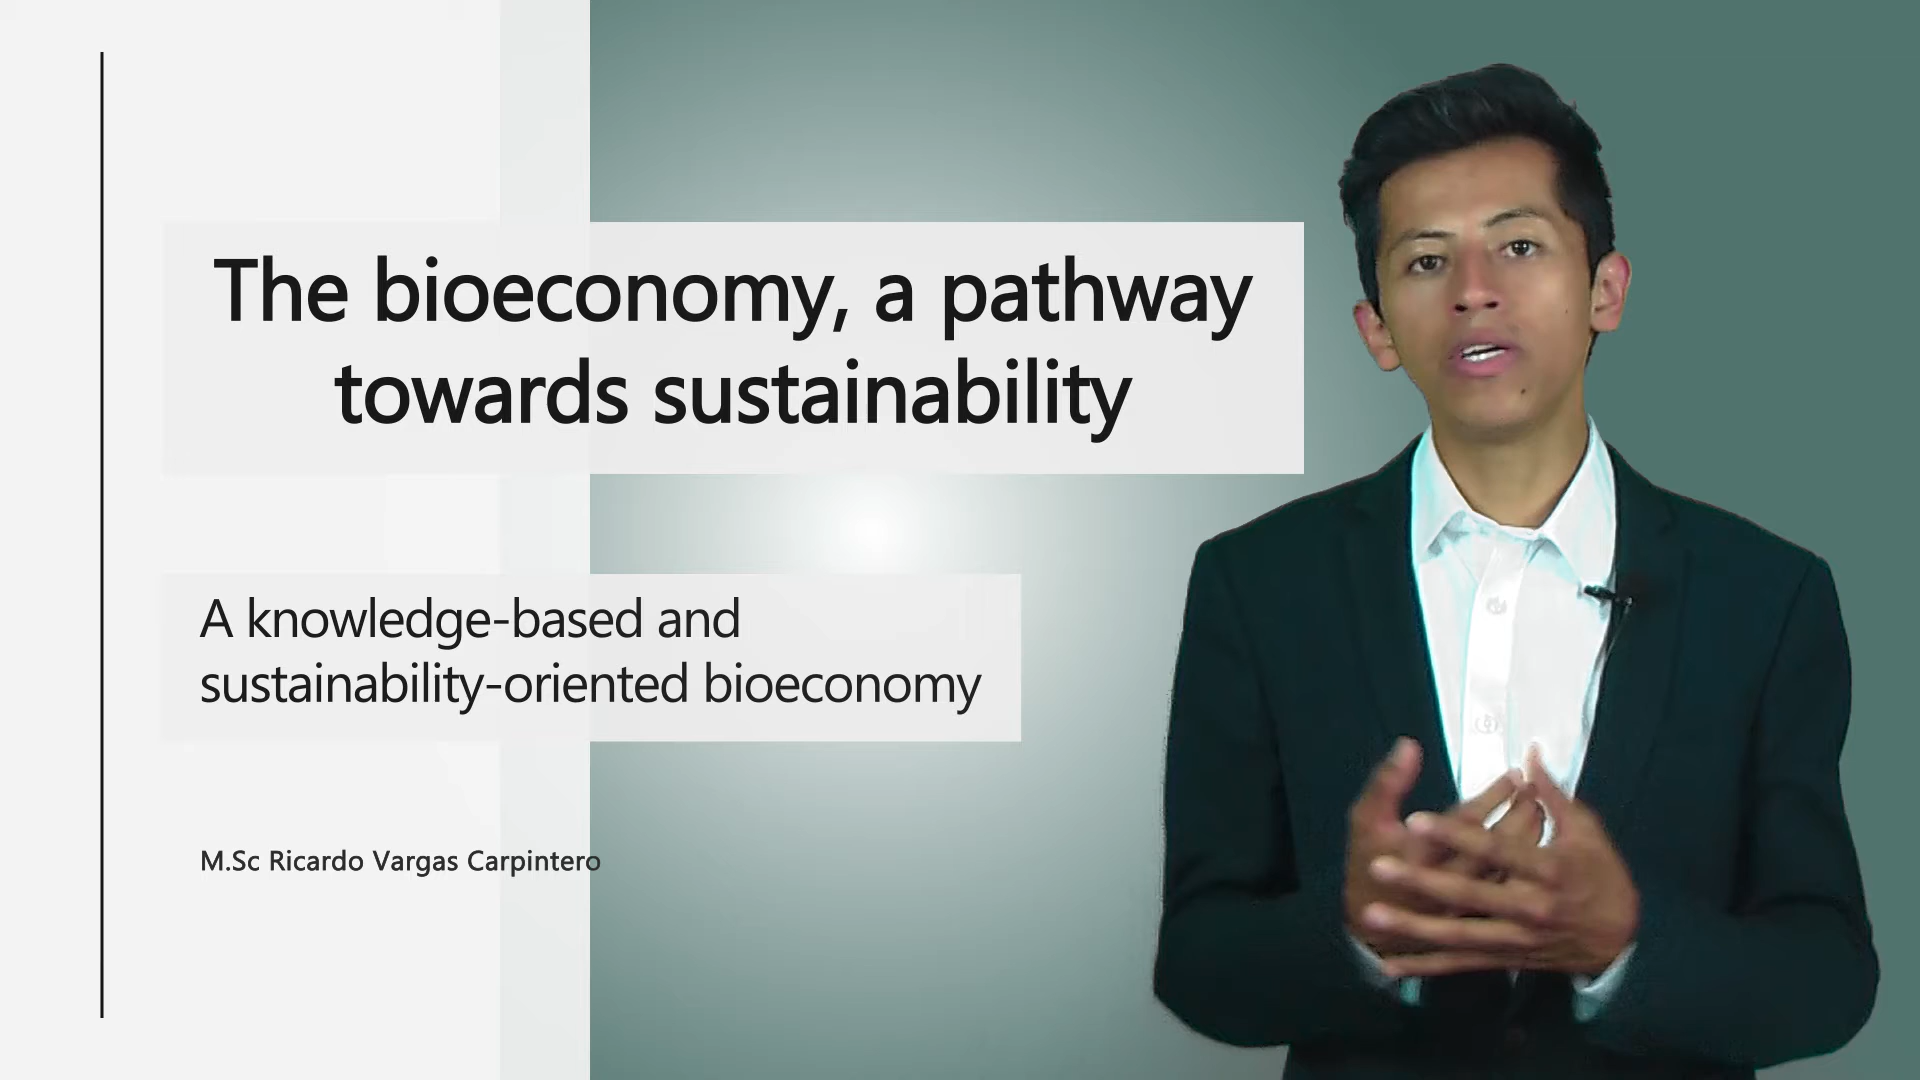 The bioeconomy, a pathway
towards sustainability
A knowledge-based and
sustainability-oriented bioeconomy
M.Sc Ricardo Vargas Carpintero